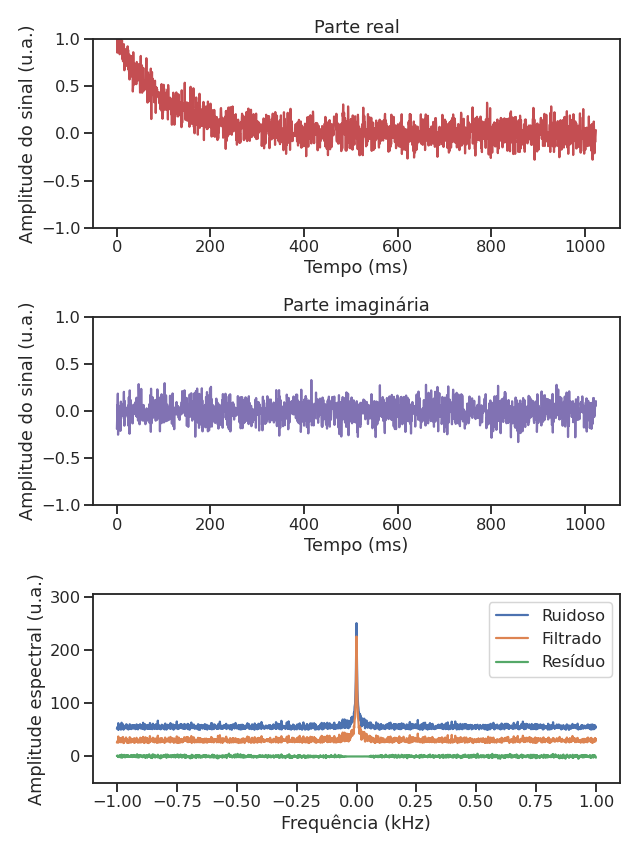 Parte real
Amplitude do sinal (u.a.)
1.0
0.5
0.0
−0.5
−1.0
0 200 400 600 800 1000
Tempo (ms)
Parte imaginária
Amplitude do sinal (u.a.)
1.0
0.5
0.0
−0.5
−1.0
0 200 400 600 800 1000
Tempo (ms)
Amplitude espectral (u.a.)
300
200
100
0
Ruidoso
Filtrado
Resíduo
−1.00 −0.75 −0.50 −0.25 0.00 0.25 0.50 0.75 1.00
Frequência (kHz)